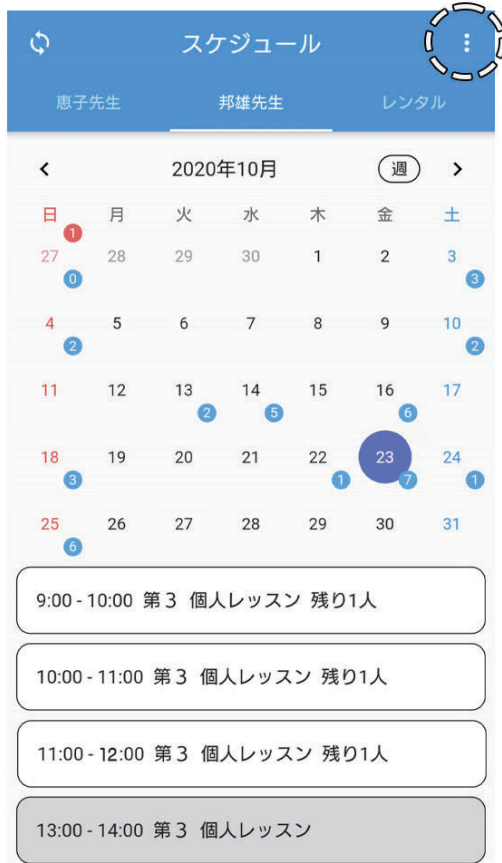 スケジュール
恵子先生 邦雄先生 レンタル
2020年10月 週
日 月 火 水 木 金 土
1
27 28 29 30 1 2 3
0 3
4 5 6 7 8 9 10
2 2
11 12 13 14 15 16 17
2 5 6
18 19 20 21 22 23 24
3 1 7 1
25 26 27 28 29 30 31
6
9:00 - 10:00 第3 個人レッスン 残り1人
10:00 - 11:00 第3 個人レッスン 残り1人
11:00 - 12:00 第3 個人レッスン 残り1人
13:00 - 14:00 第3 個人レッスン